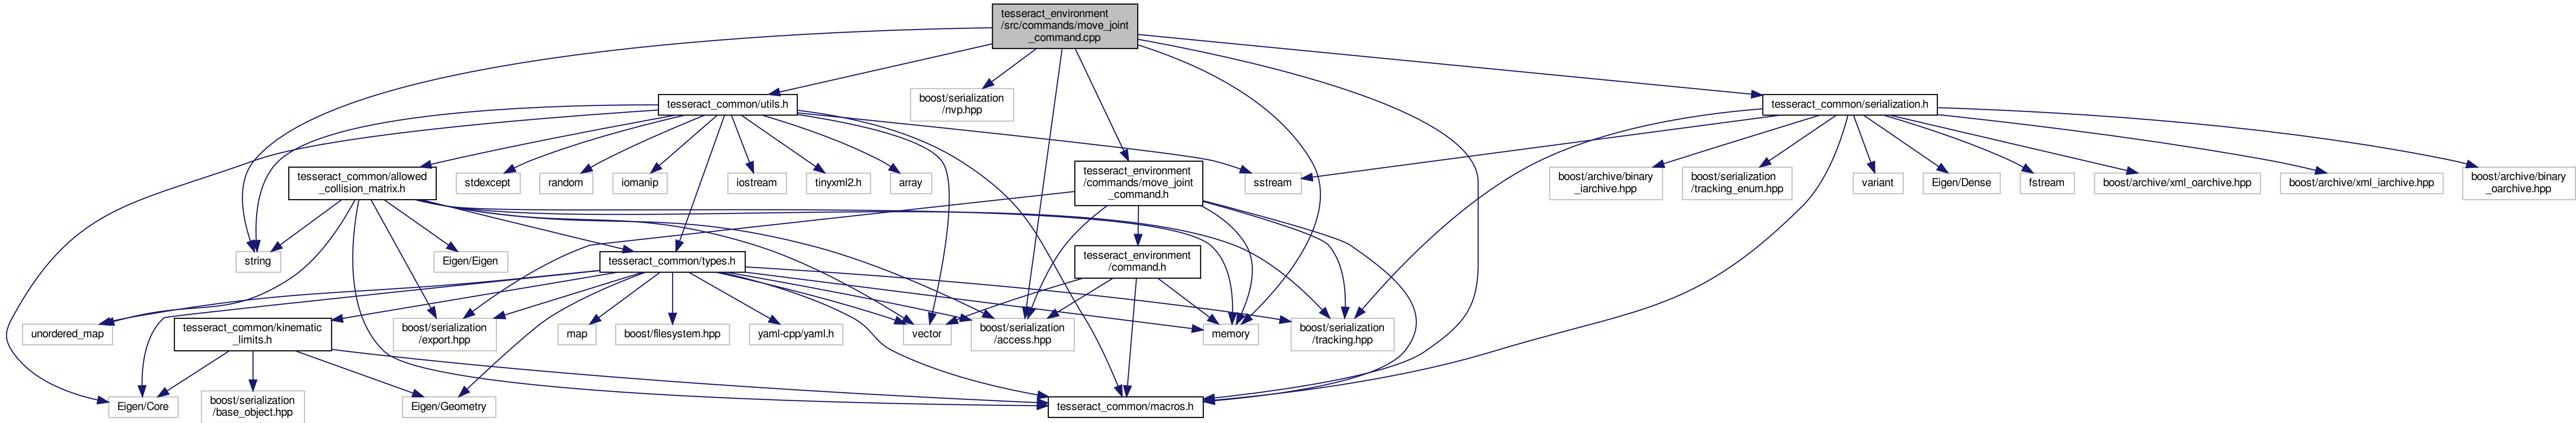 tesseract_environment
/src/commands/move_joint
_command.cpp
tesseract_common/utils.h
boost/serialization
/nvp.hpp
tesseract_common/serialization.h
tesseract_common/allowed
_collision_matrix.h
stdexcept
random
iomanip
iostream
tinyxml2.h
array
tesseract_environment
/commands/move_joint
_command.h
sstream
boost/archive/binary
_iarchive.hpp
boost/serialization
/tracking_enum.hpp
variant
Eigen/Dense
fstream
boost/archive/xml_oarchive.hpp
boost/archive/xml_iarchive.hpp
boost/archive/binary
_oarchive.hpp
string
Eigen/Eigen
tesseract_common/types.h
tesseract_environment
/command.h
unordered_map
tesseract_common/kinematic
_limits.h
boost/serialization
/export.hpp
map
boost/filesystem.hpp
yaml-cpp/yaml.h
vector
boost/serialization
/access.hpp
memory
boost/serialization
/tracking.hpp
Eigen/Core
boost/serialization
/base_object.hpp
Eigen/Geometry
tesseract_common/macros.h